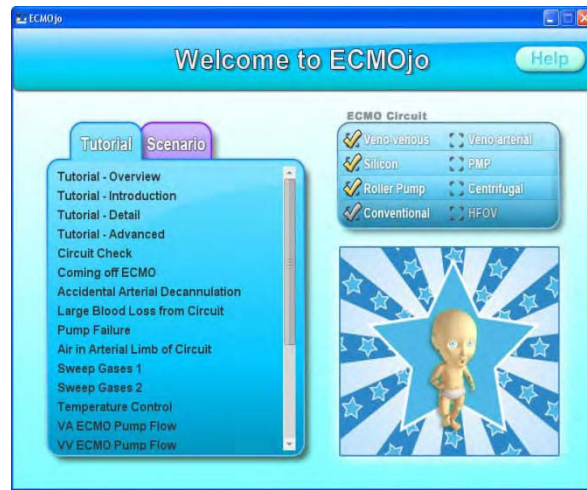 ECMOjo
Welcome to ECMOjo
Help
Tutorial Scenario
Tutorial - Overview
Tutorial - Introduction
Tutorial - Detail
Tutorial - Advanced
Circuit Check
Coming off ECMO
Accidental Arterial Decannulation
Large Blood Loss from Circuit
Pump Failure
Air in Arterial Limb of Circuit
Sweep Gases 1
Sweep Gases 2
Temperature Control
VA ECMO Pump Flow
VV ECMO Pump Flow
ECMO Circuit
Veno-venous Veno-arterial
Silicon PMP
Roller Pump Centrifugal
Conventional HFOV